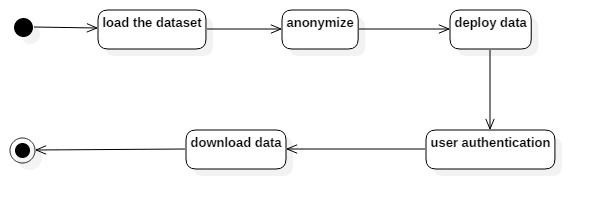 load the dataset
anonymize
deploy data
user authentication
download data